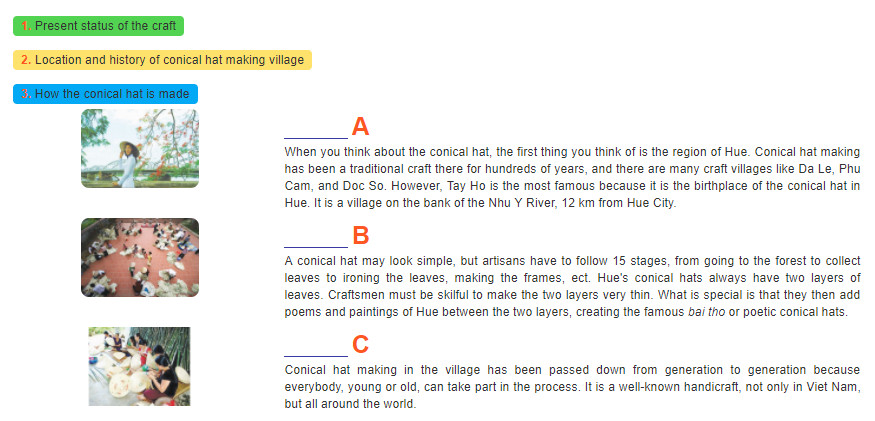 1. Present status of the craft
2. Location and history of conical hat making village
3. How the conical hat is made
________ A
When you think about the conical hat, the first thing you think of is the region of Hue. Conical hat making
has been a traditional craft there for hundreds of years, and there are many craft villages like Da Le, Phu
Cam, and Doc So. However, Tay Ho is the most famous because it is the birthplace of the conical hat in
Hue. It is a village on the bank of the Nhu Y River, 12 km from Hue City.
________ B
A conical hat may look simple, but artisans have to follow 15 stages, from going to the forest to collect
leaves to ironing the leaves, making the frames, ect. Hue's conical hats always have two layers of
leaves. Craftsmen must be skilful to make the two layers very thin. What is special is that they then add
poems and paintings of Hue between the two layers, creating the famous bai tho or poetic conical hats.
________ C
Conical hat making in the village has been passed down from generation to generation because
everybody, young or old, can take part in the process. It is a well-known handicraft, not only in Viet Nam,
but all around the world.